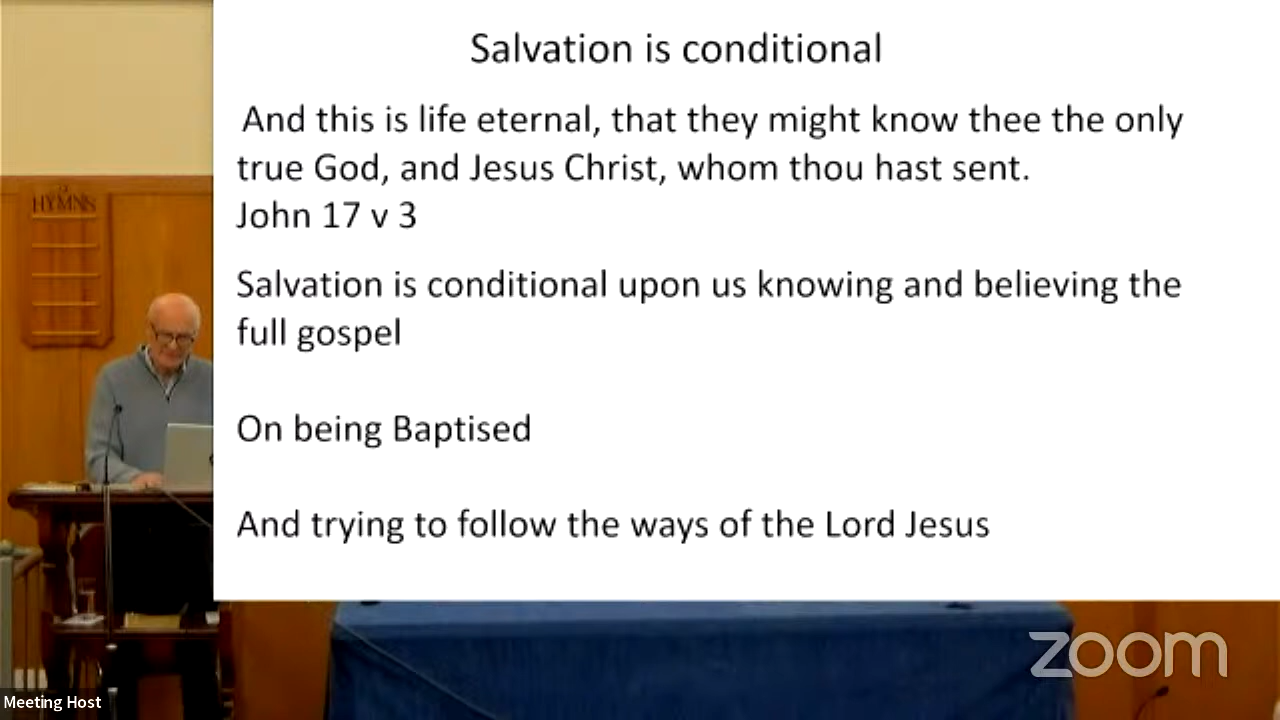 Salvation is conditional
And this is life eternal, that they might know thee the only
true God, and Jesus Christ, whom thou hast sent.
John 17 v 3
Salvation is conditional upon us knowing and believing the
full gospel
On being Baptised
And trying to follow the ways of the Lord Jesus
HYMNS
zoom
Meeting Host